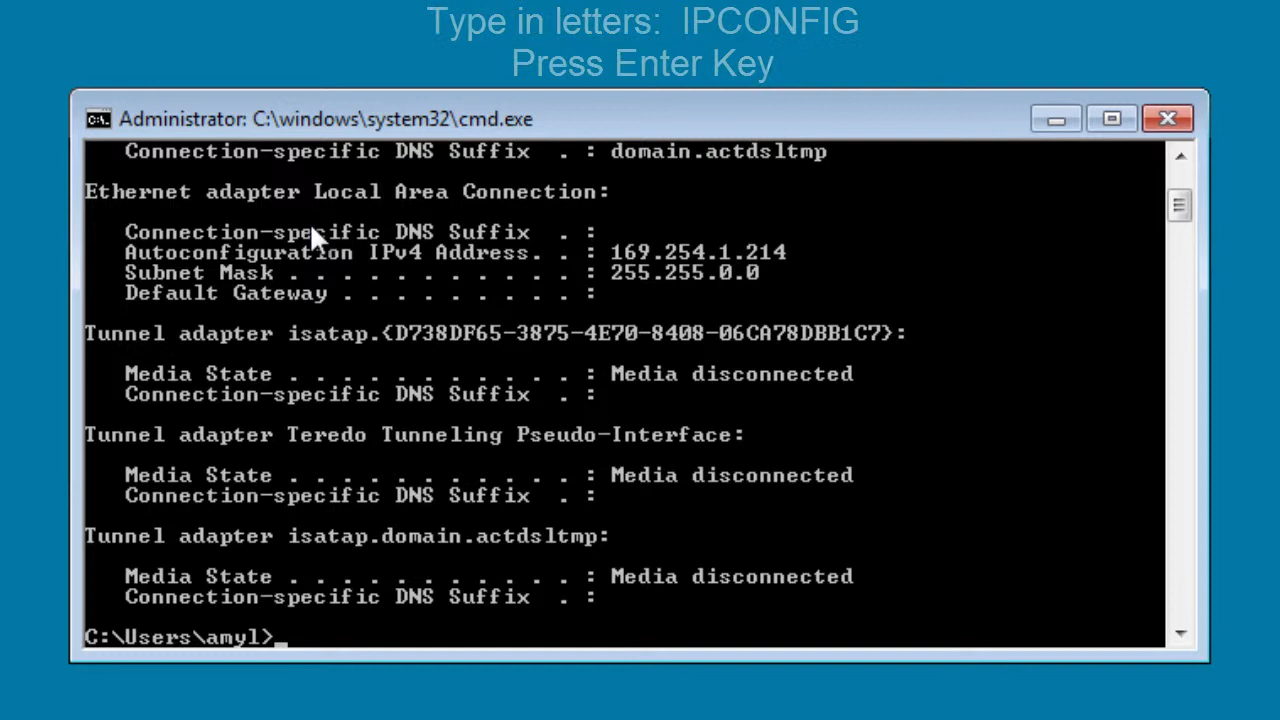 Type in letters:  IPCONFIG
Press Enter Key
Administrator: C:\windows\system32\cmd.exe
Connection-specific DNS Suffix  . : domain.actdsltmp
Ethernet adapter Local Area Connection:
Connection-specific DNS Suffix  . :
Autoconfiguration IPv4 Address. . : 169.254.1.214
Subnet Mask . . . . . . . . . . . : 255.255.0.0
Default Gateway . . . . . . . . . :
Tunnel adapter isatap.{D738DF65-3875-4E70-8408-06CA78DBB1C7}:
Media State . . . . . . . . . . . : Media disconnected
Connection-specific DNS Suffix  . :
Tunnel adapter Teredo Tunneling Pseudo-Interface:
Media State . . . . . . . . . . . : Media disconnected
Connection-specific DNS Suffix  . :
Tunnel adapter isatap.domain.actdsltmp:
Media State . . . . . . . . . . . : Media disconnected
Connection-specific DNS Suffix  . :
C:\Users\amyl>_